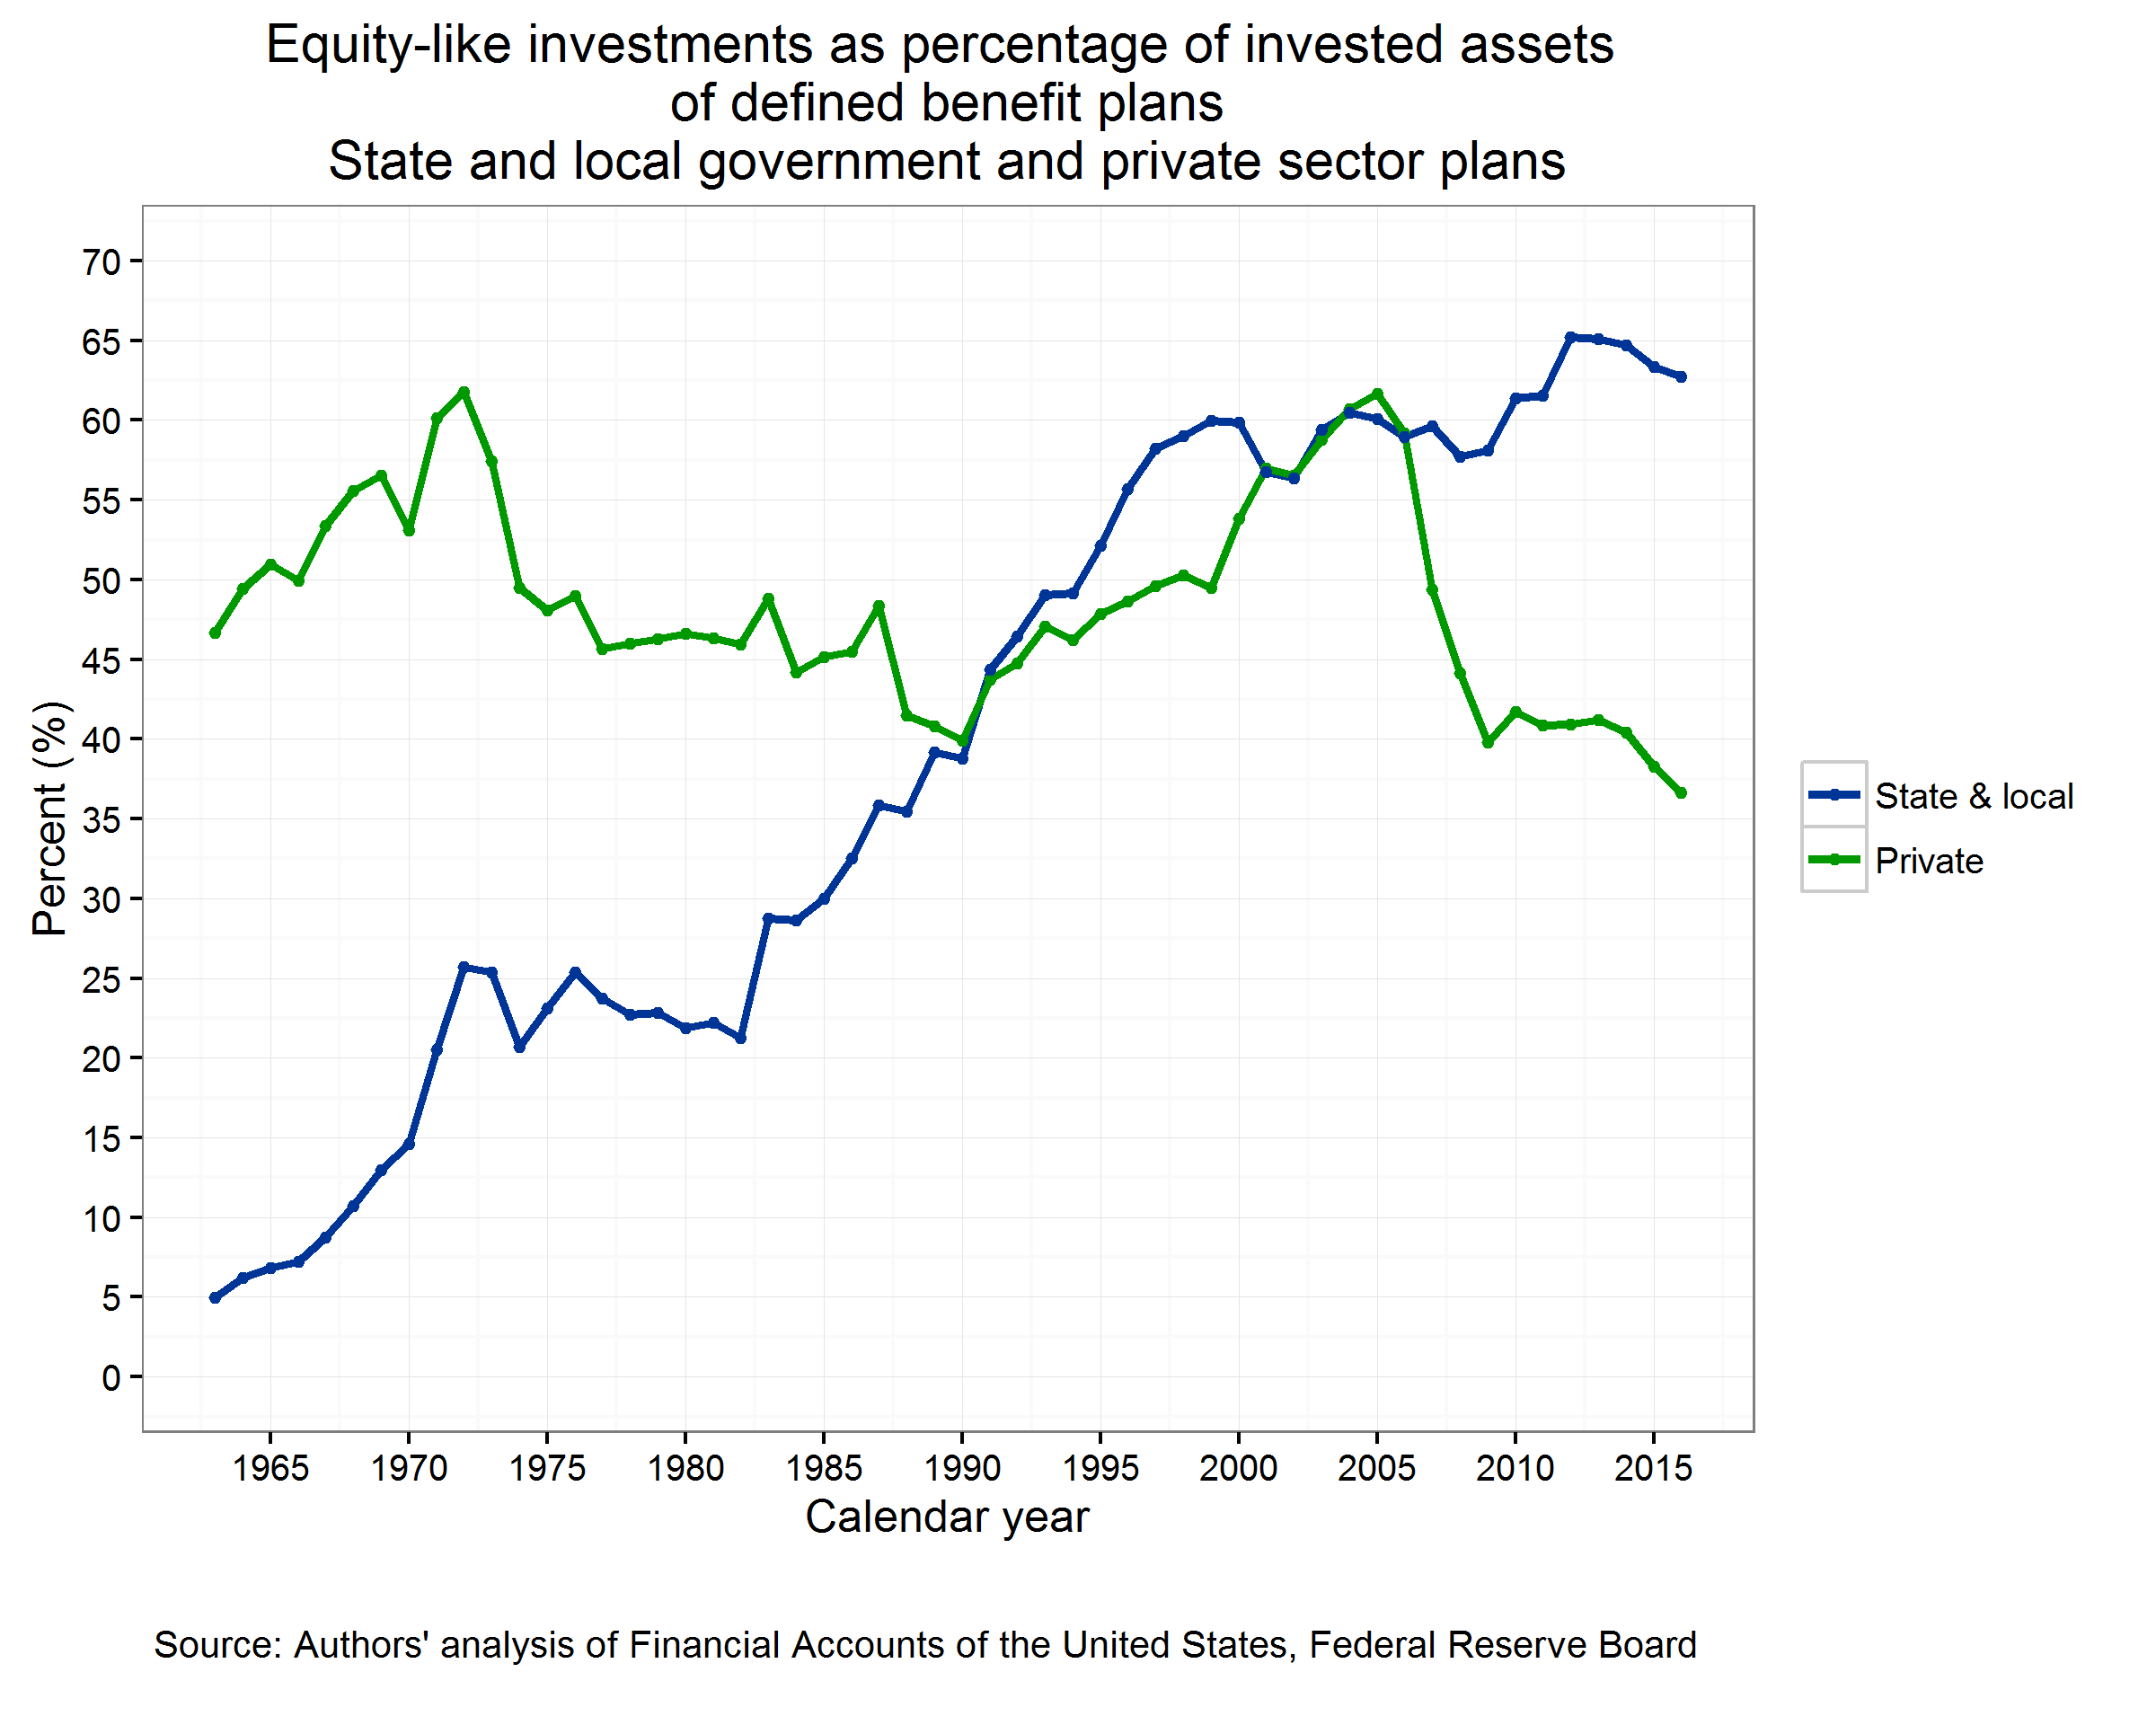 Equity-like investments as percentage of invested assets
of defined benefit plans
State and local government and private sector plans
70
65
60
55
50
45
40
35
30
25
20
15
10
5
0
Percent (%)
1965 1970 1975 1980 1985 1990 1995 2000 2005 2010 2015
Calendar year
State & local
Private
Source: Authors' analysis of Financial Accounts of the United States, Federal Reserve Board